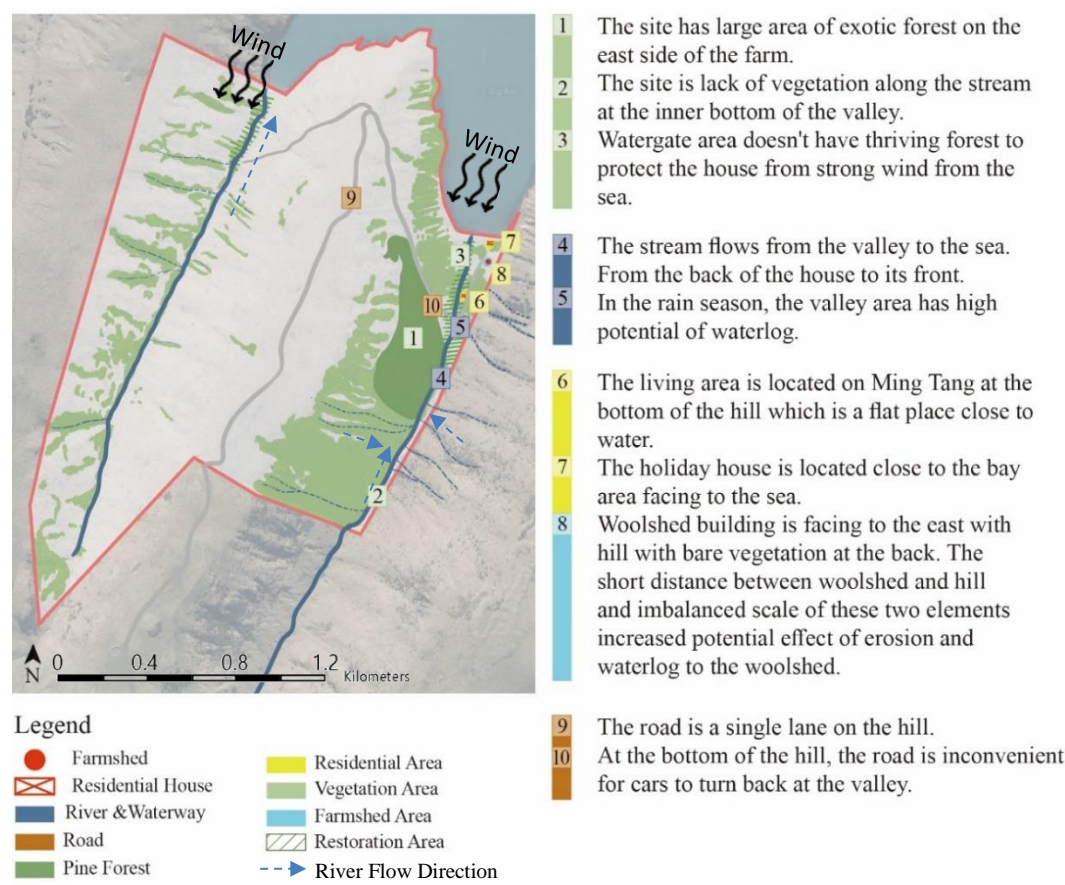 Wind
Wind
9
3
7
8
10
6
1
5
4
2
N
0 0.4 0.8 1.2
Kilometers
1 The site has large area of exotic forest on the
east side of the farm.
2 The site is lack of vegetation along the stream
at the inner bottom of the valley.
3 Watergate area doesn't have thriving forest to
protect the house from strong wind from the
sea.
4 The stream flows from the valley to the sea.
From the back of the house to its front.
5 In the rain season, the valley area has high
potential of waterlog.
6 The living area is located on Ming Tang at the
bottom of the hill which is a flat place close to
water.
7 The holiday house is located close to the bay
area facing to the sea.
8 Woolshed building is facing to the east with
hill with bare vegetation at the back. The
short distance between woolshed and hill
and imbalanced scale of these two elements
increased potential effect of erosion and
waterlog to the woolshed.
9 The road is a single lane on the hill.
10 At the bottom of the hill, the road is inconvenient
for cars to turn back at the valley.
Legend
Farmshed
Residential House
River &Waterway
Road
Pine Forest
Residential Area
Vegetation Area
Farmshed Area
Restoration Area
River Flow Direction